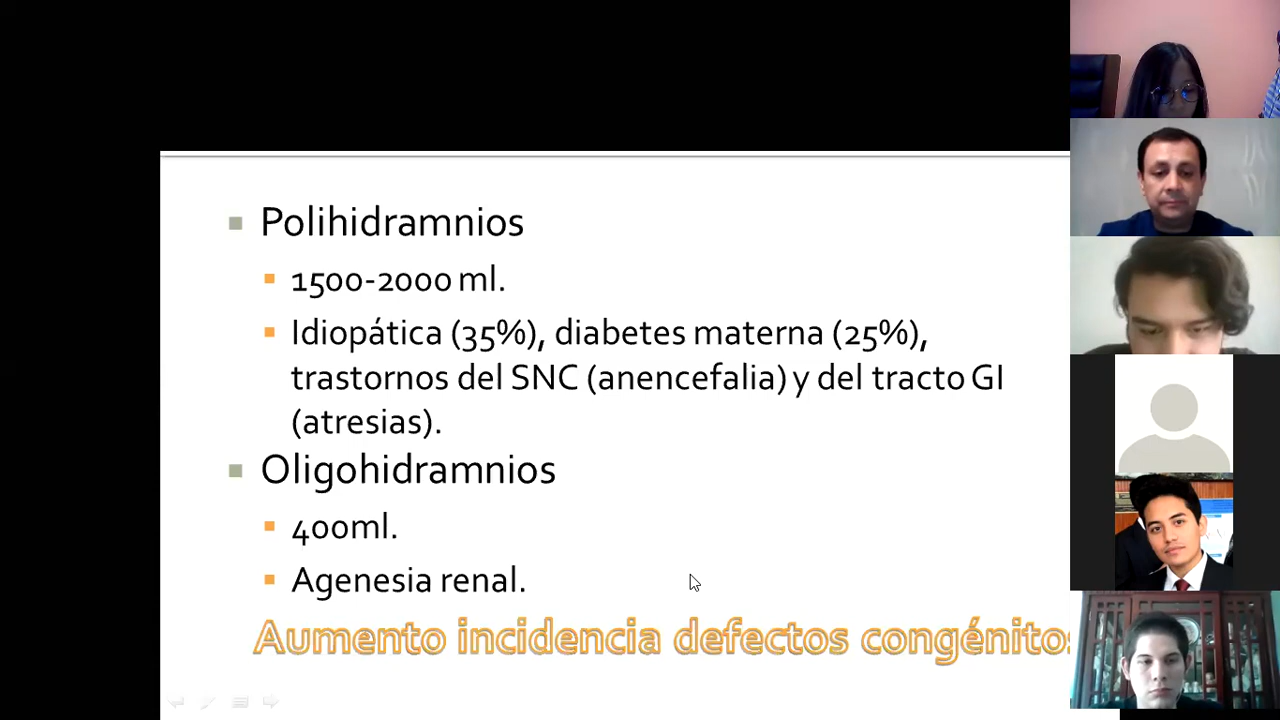 Polihidramnios
1500-2000 ml.
Idiopática (35%), diabetes materna (25%),
trastornos del SNC (anencefalia) y del tracto GI
(atresias).
Oligohidramnios
400ml.
Agenesia renal.
Aumento incidencia defectos congénitos